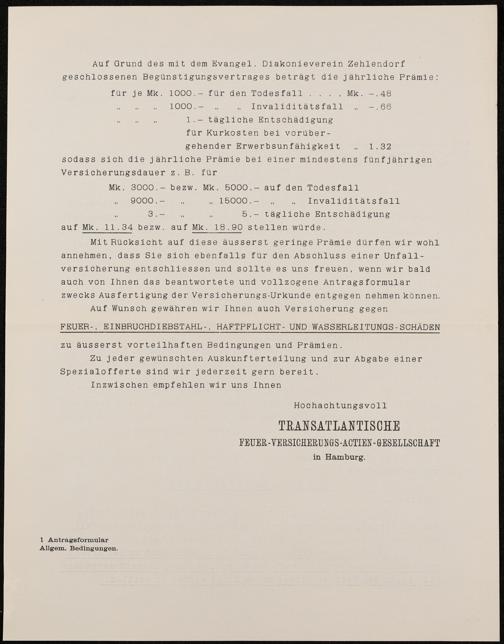 Auf Grund des mit dem Evangel. Diakonieverein Zehlendorf
geschlossenen Begünstigungsvertrages beträgt die jährliche Prämie:
für je Mk. 1000.- für den Todesfall . . . . Mk. -.48
„ „ „ 1000.- „ „ Invaliditätsfall „ -.66
„ „ „ 1.- tägliche Entschädigung
für Kurkosten bei vorüber-
gehender Erwerbsunfähigkeit „ 1.32
sodass sich die jährliche Prämie bei einer mindestens fünfjährigen
Versicherungsdauer z. B. für
Mk. 3000.- bezw. Mk. 5000.- auf den Todesfall
„ 9000.- „ „ 15000.- „ „ Invaliditätsfall
„ 3.- „ „ 5.- tägliche Entschädigung
auf Mk. 11.34 bezw. auf Mk. 18.90 stellen würde.
Mit Rücksicht auf diese äusserst geringe Prämie dürfen wir wohl
annehmen, dass Sie sich ebenfalls für den Abschluss einer Unfall-
versicherung entschliessen und sollte es uns freuen, wenn wir bald
auch von Ihnen das beantwortete und vollzogene Antragsformular
zwecks Ausfertigung der Versicherungs-Urkunde entgegen nehmen können.
Auf Wunsch gewähren wir Ihnen auch Versicherung gegen
FEUER-, EINBRUCHDIEBSTAHL-, HAFTPFLICHT- UND WASSERLEITUNGS-SCHÄDEN
zu äusserst vorteilhaften Bedingungen und Prämien.
Zu jeder gewünschten Auskunfterteilung und zur Abgabe einer
Spezialofferte sind wir jederzeit gern bereit.
Inzwischen empfehlen wir uns Ihnen
Hochachtungsvoll
TRANSATLANTISCHE
FEUER-VERSICHERUNGS-ACTIEN-GESELLSCHAFT
in Hamburg.
1 Antragsformular
Allgem. Bedingungen.